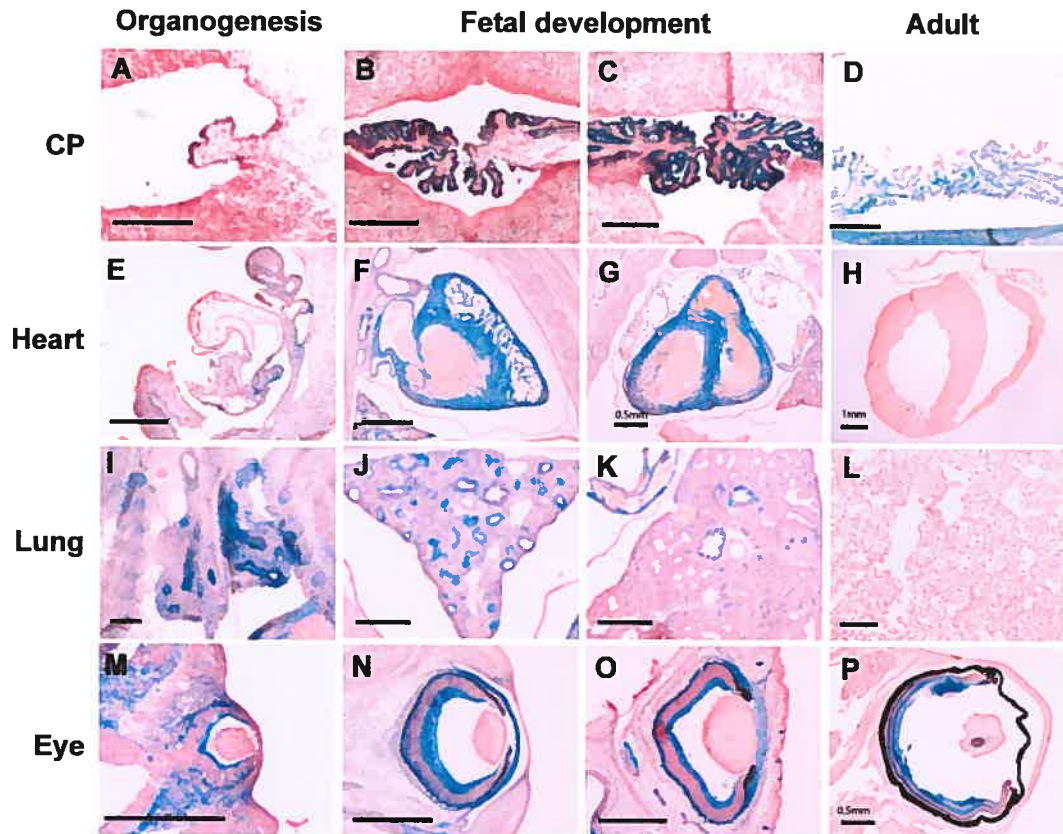 Organogenesis Fetal development Adult
A B C D
CP
E F G H
Heart
0.5mm 1mm
I J K L
Lung
M N O P
Eye
0.5mm